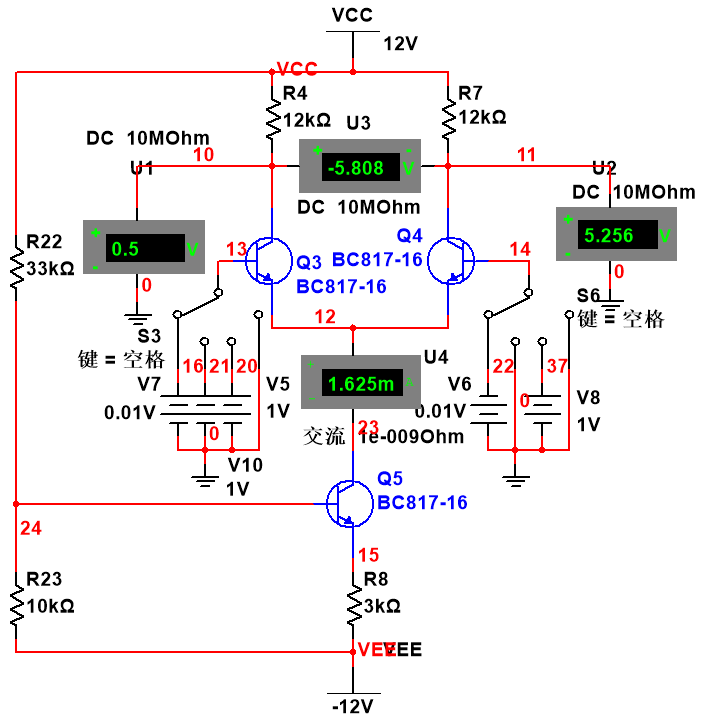 VCC
12V
VCC
R4
12kΩ
R7
12kΩ
DC 10MOhm
U1
10
U3
+
-
-5.808
V
DC 10MOhm
11
U2
DC 10MOhm
+
0.5
V
-
0
+
5.256
V
-
0
R22
33kΩ
13
Q3
BC817-16
Q4
BC817-16
14
S3
键 = 空格
S6
键 = 空格
12
16
21
20
V7
0.01V
V5
1V
0
V10
1V
+
1.625m
A
-
U4
交流 1e-009Ohm
23
22
37
V6
0.01V
0
V8
1V
Q5
BC817-16
24
15
R23
10kΩ
R8
3kΩ
VEE
VEE
-12V